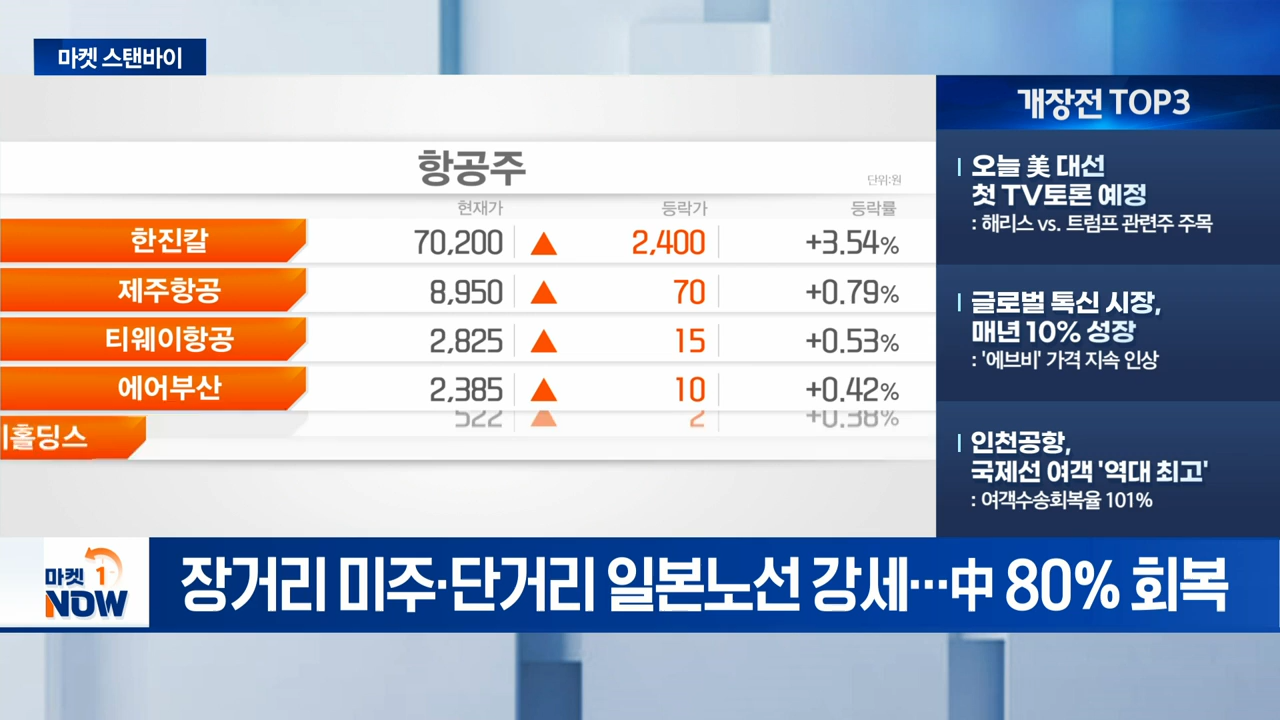 마켓 스탠바이
항공주
단위:원
현재가 등락가 등락률
한진칼 70,200 ▲ 2,400 +3.54%
제주항공 8,950 ▲ 70 +0.79%
티웨이항공 2,825 ▲ 15 +0.53%
에어부산 2,385 ▲ 10 +0.42%
홀딩스 522 ▲ 2 +0.38%
개장전 TOP3
오늘 美 대선
첫 TV토론 예정
: 해리스 vs. 트럼프 관련주 주목
글로벌 톡신 시장,
매년 10% 성장
: '에브비' 가격 지속 인상
인천공항,
국제선 여객 '역대 최고'
: 여객수송회복율 101%
마켓 1
NOW
장거리 미주·단거리 일본노선 강세…中 80% 회복